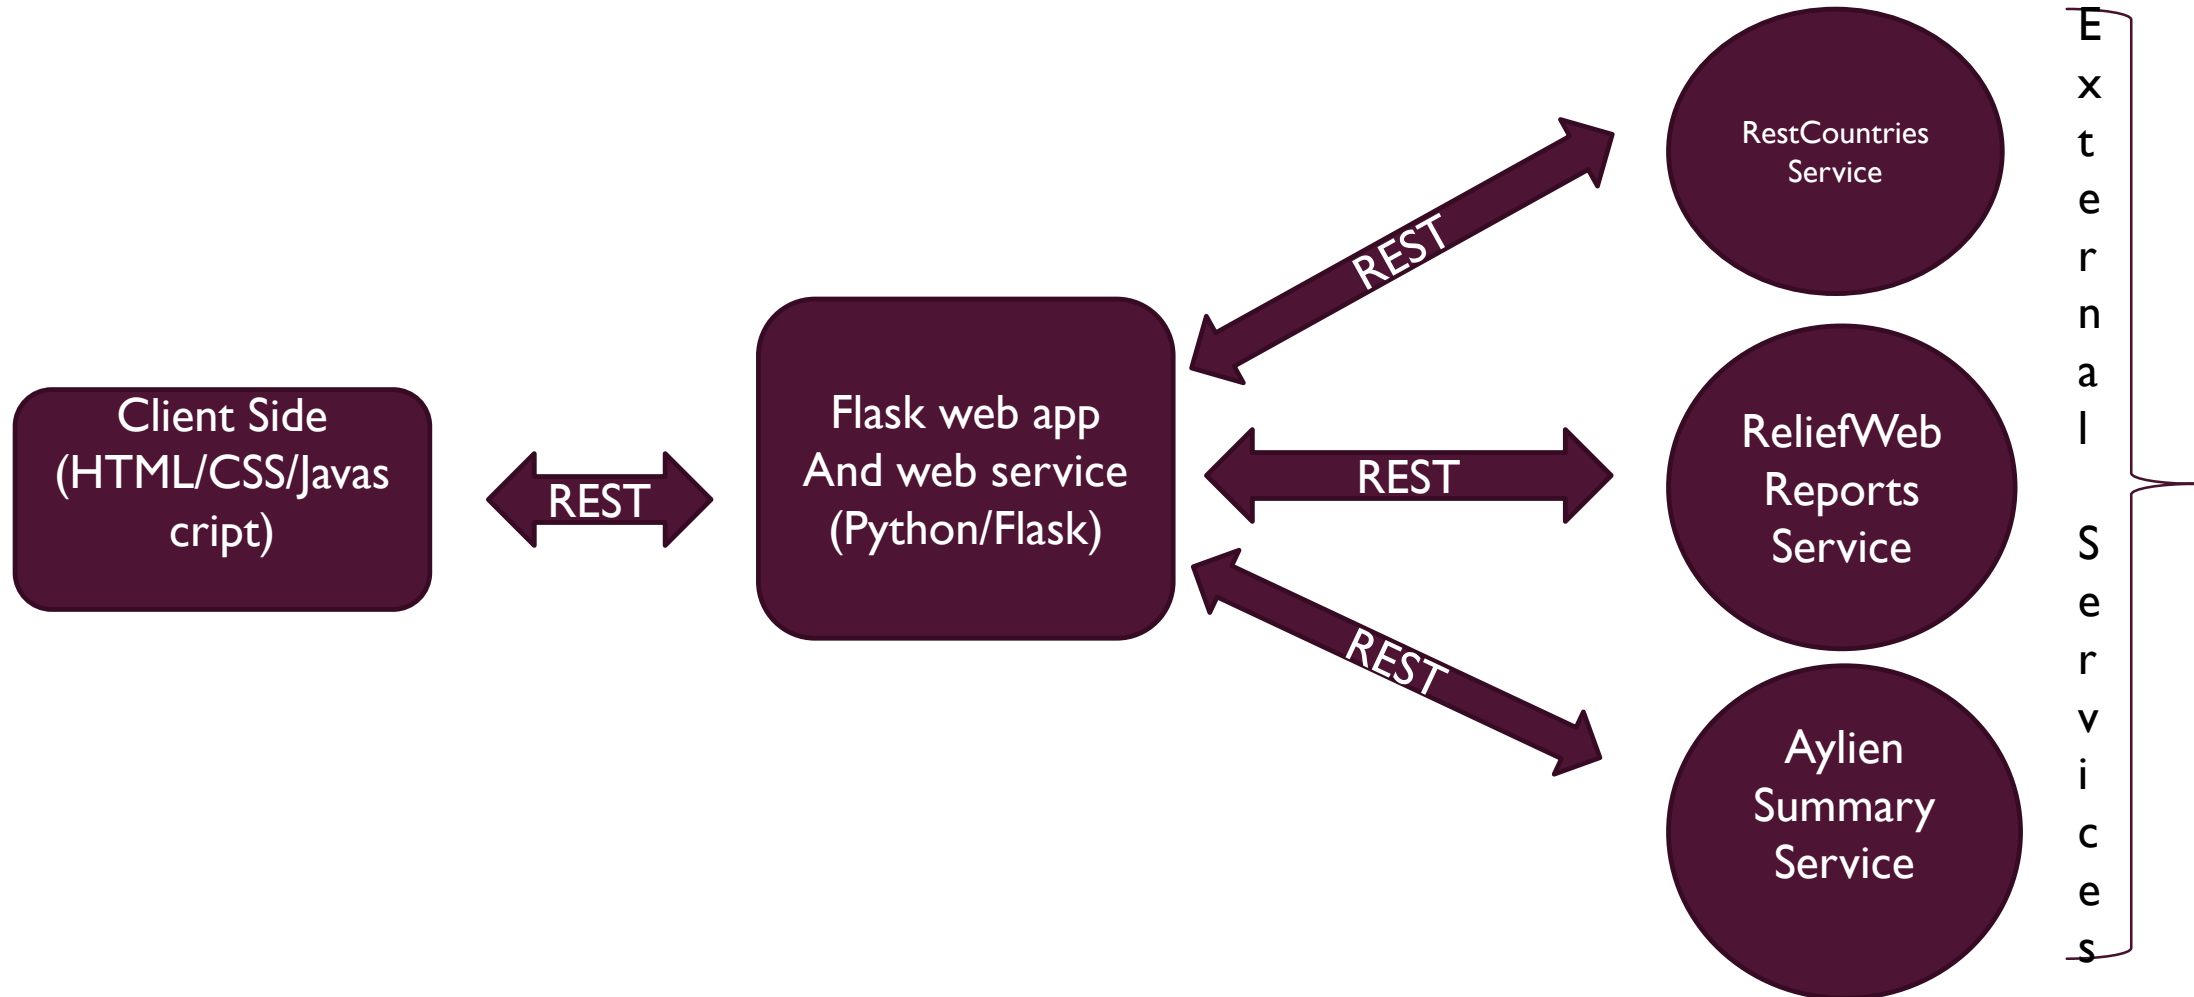 Client Side
(HTML/CSS/Javas
cript)
REST
Flask web app
And web service
(Python/Flask)
REST
REST
REST
RestCountries
Service
ReliefWeb
Reports
Service
Aylien
Summary
Service
E
x
t
e
r
n
a
l
S
e
r
v
i
c
e
s